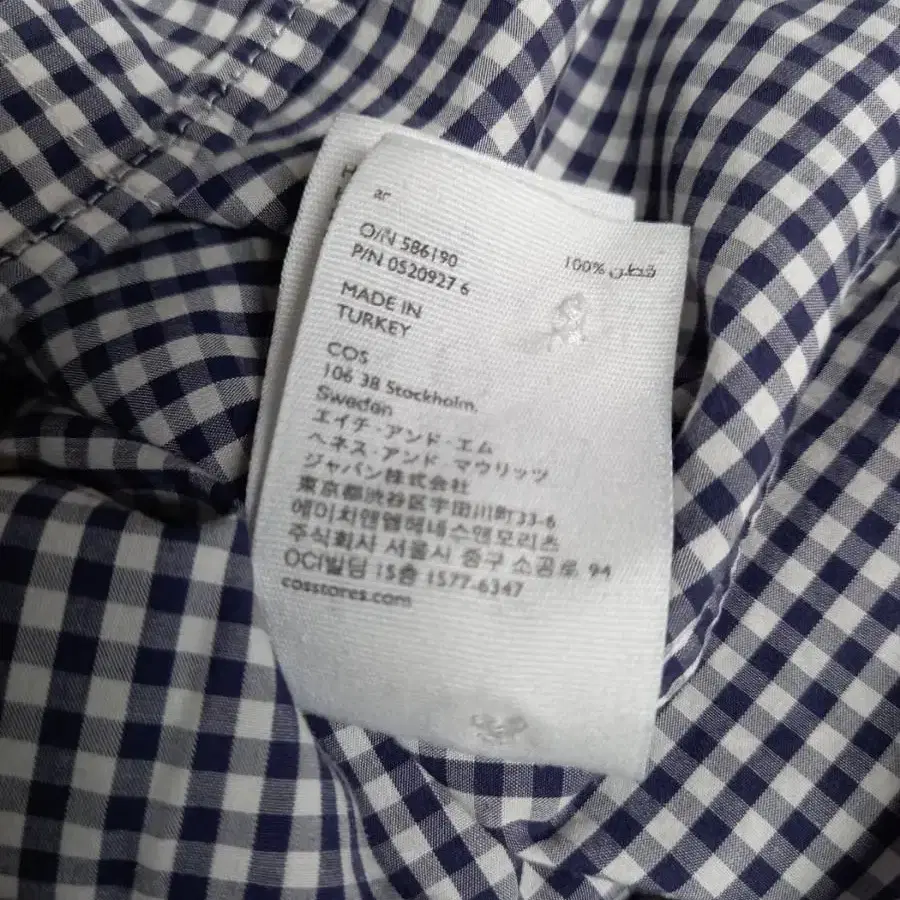 ar
100% قطن
O/N 586190
P/N 0520927 6
MADE IN
TURKEY
COS
106 38 Stockholm,
Sweden
エイチ・アンド・エム
ヘネス・アンド・マウリッツ
ジャパン株式会社
東京都渋谷区宇田川町33-6
에이치앤엠헤네스앤모리츠
주식회사 서울시 중구 소공로 94
OCI빌딩 15층 1577-6347
cosstores.com